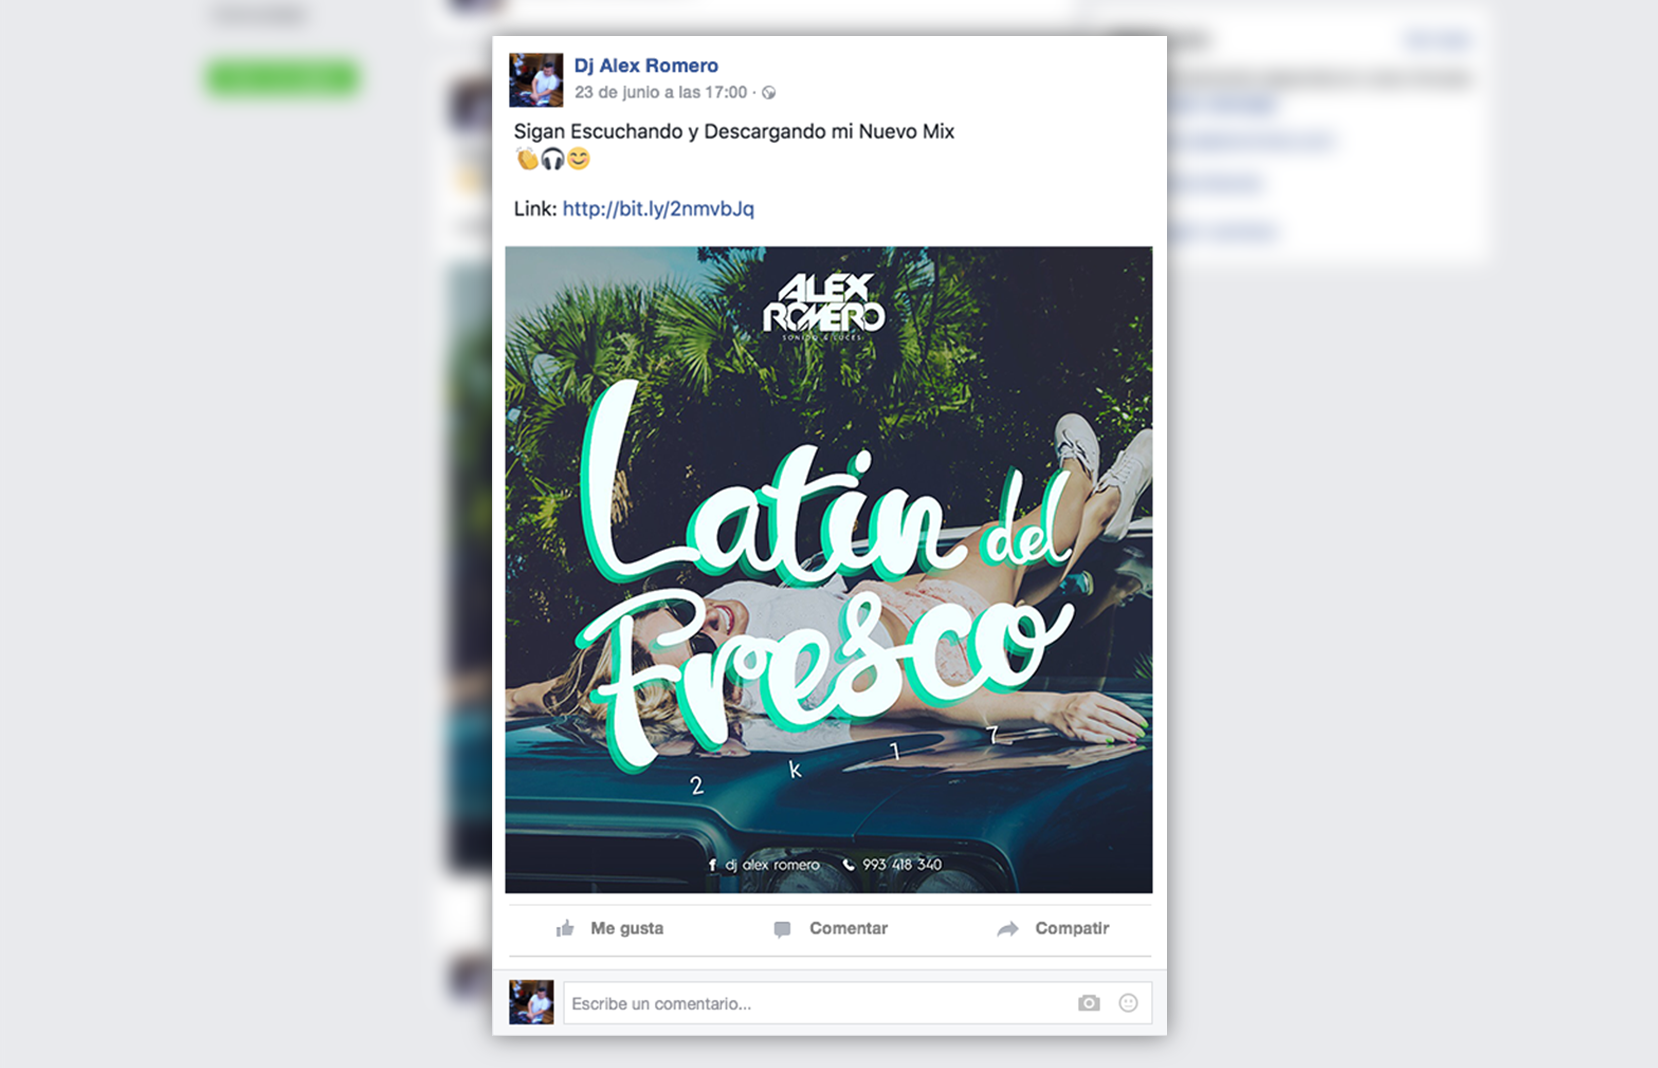 Dj Alex Romero
23 de junio a las 17:00 ·
Sigan Escuchando y Descargando mi Nuevo Mix
👏🎧😊
Link: http://bit.ly/2nmvbJq
ALEX
ROMERO
SONIDO & LUCES
Latin del
Fresco
2 k 1 7
dj alex romero 993 418 340
Me gusta Comentar Compatir
Escribe un comentario...